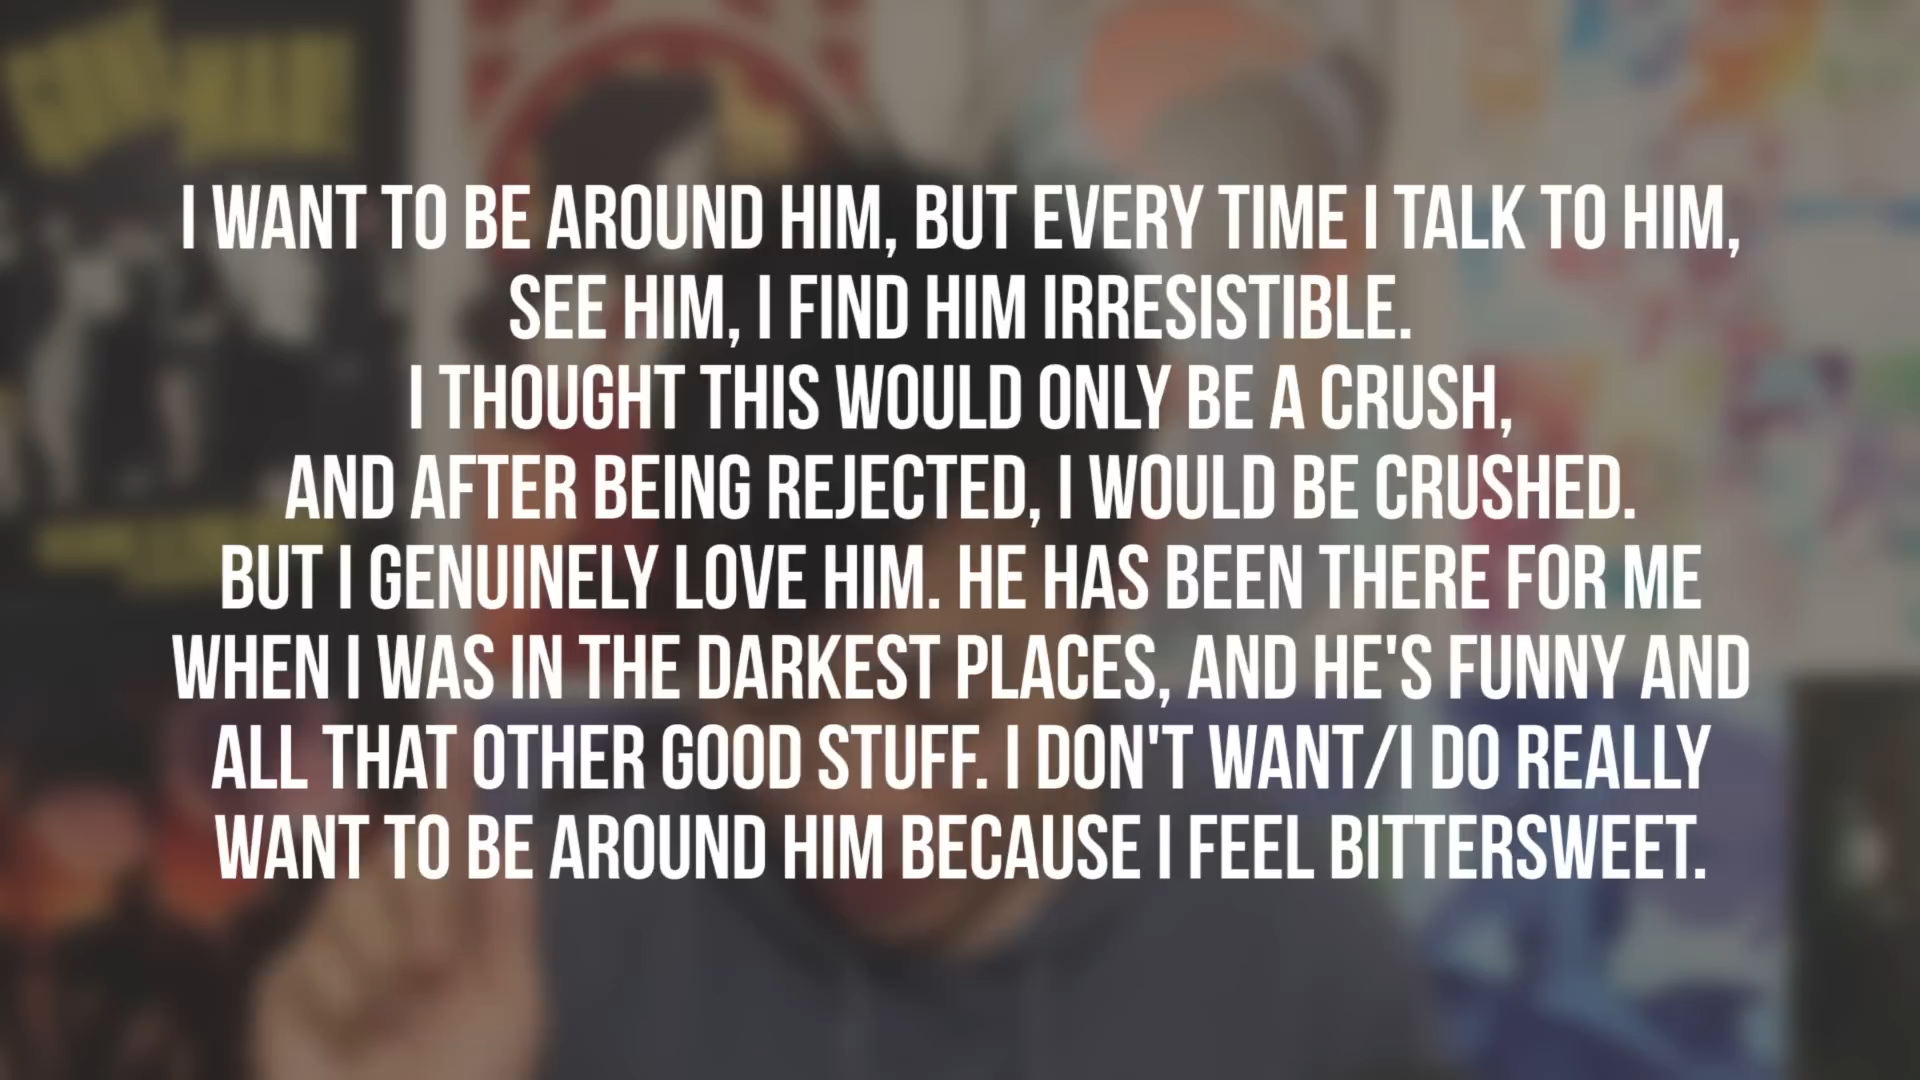 I WANT TO BE AROUND HIM, BUT EVERY TIME I TALK TO HIM,
SEE HIM, I FIND HIM IRRESISTIBLE.
I THOUGHT THIS WOULD ONLY BE A CRUSH,
AND AFTER BEING REJECTED, I WOULD BE CRUSHED.
BUT I GENUINELY LOVE HIM. HE HAS BEEN THERE FOR ME
WHEN I WAS IN THE DARKEST PLACES, AND HE'S FUNNY AND
ALL THAT OTHER GOOD STUFF. I DON'T WANT/I DO REALLY
WANT TO BE AROUND HIM BECAUSE I FEEL BITTERSWEET.